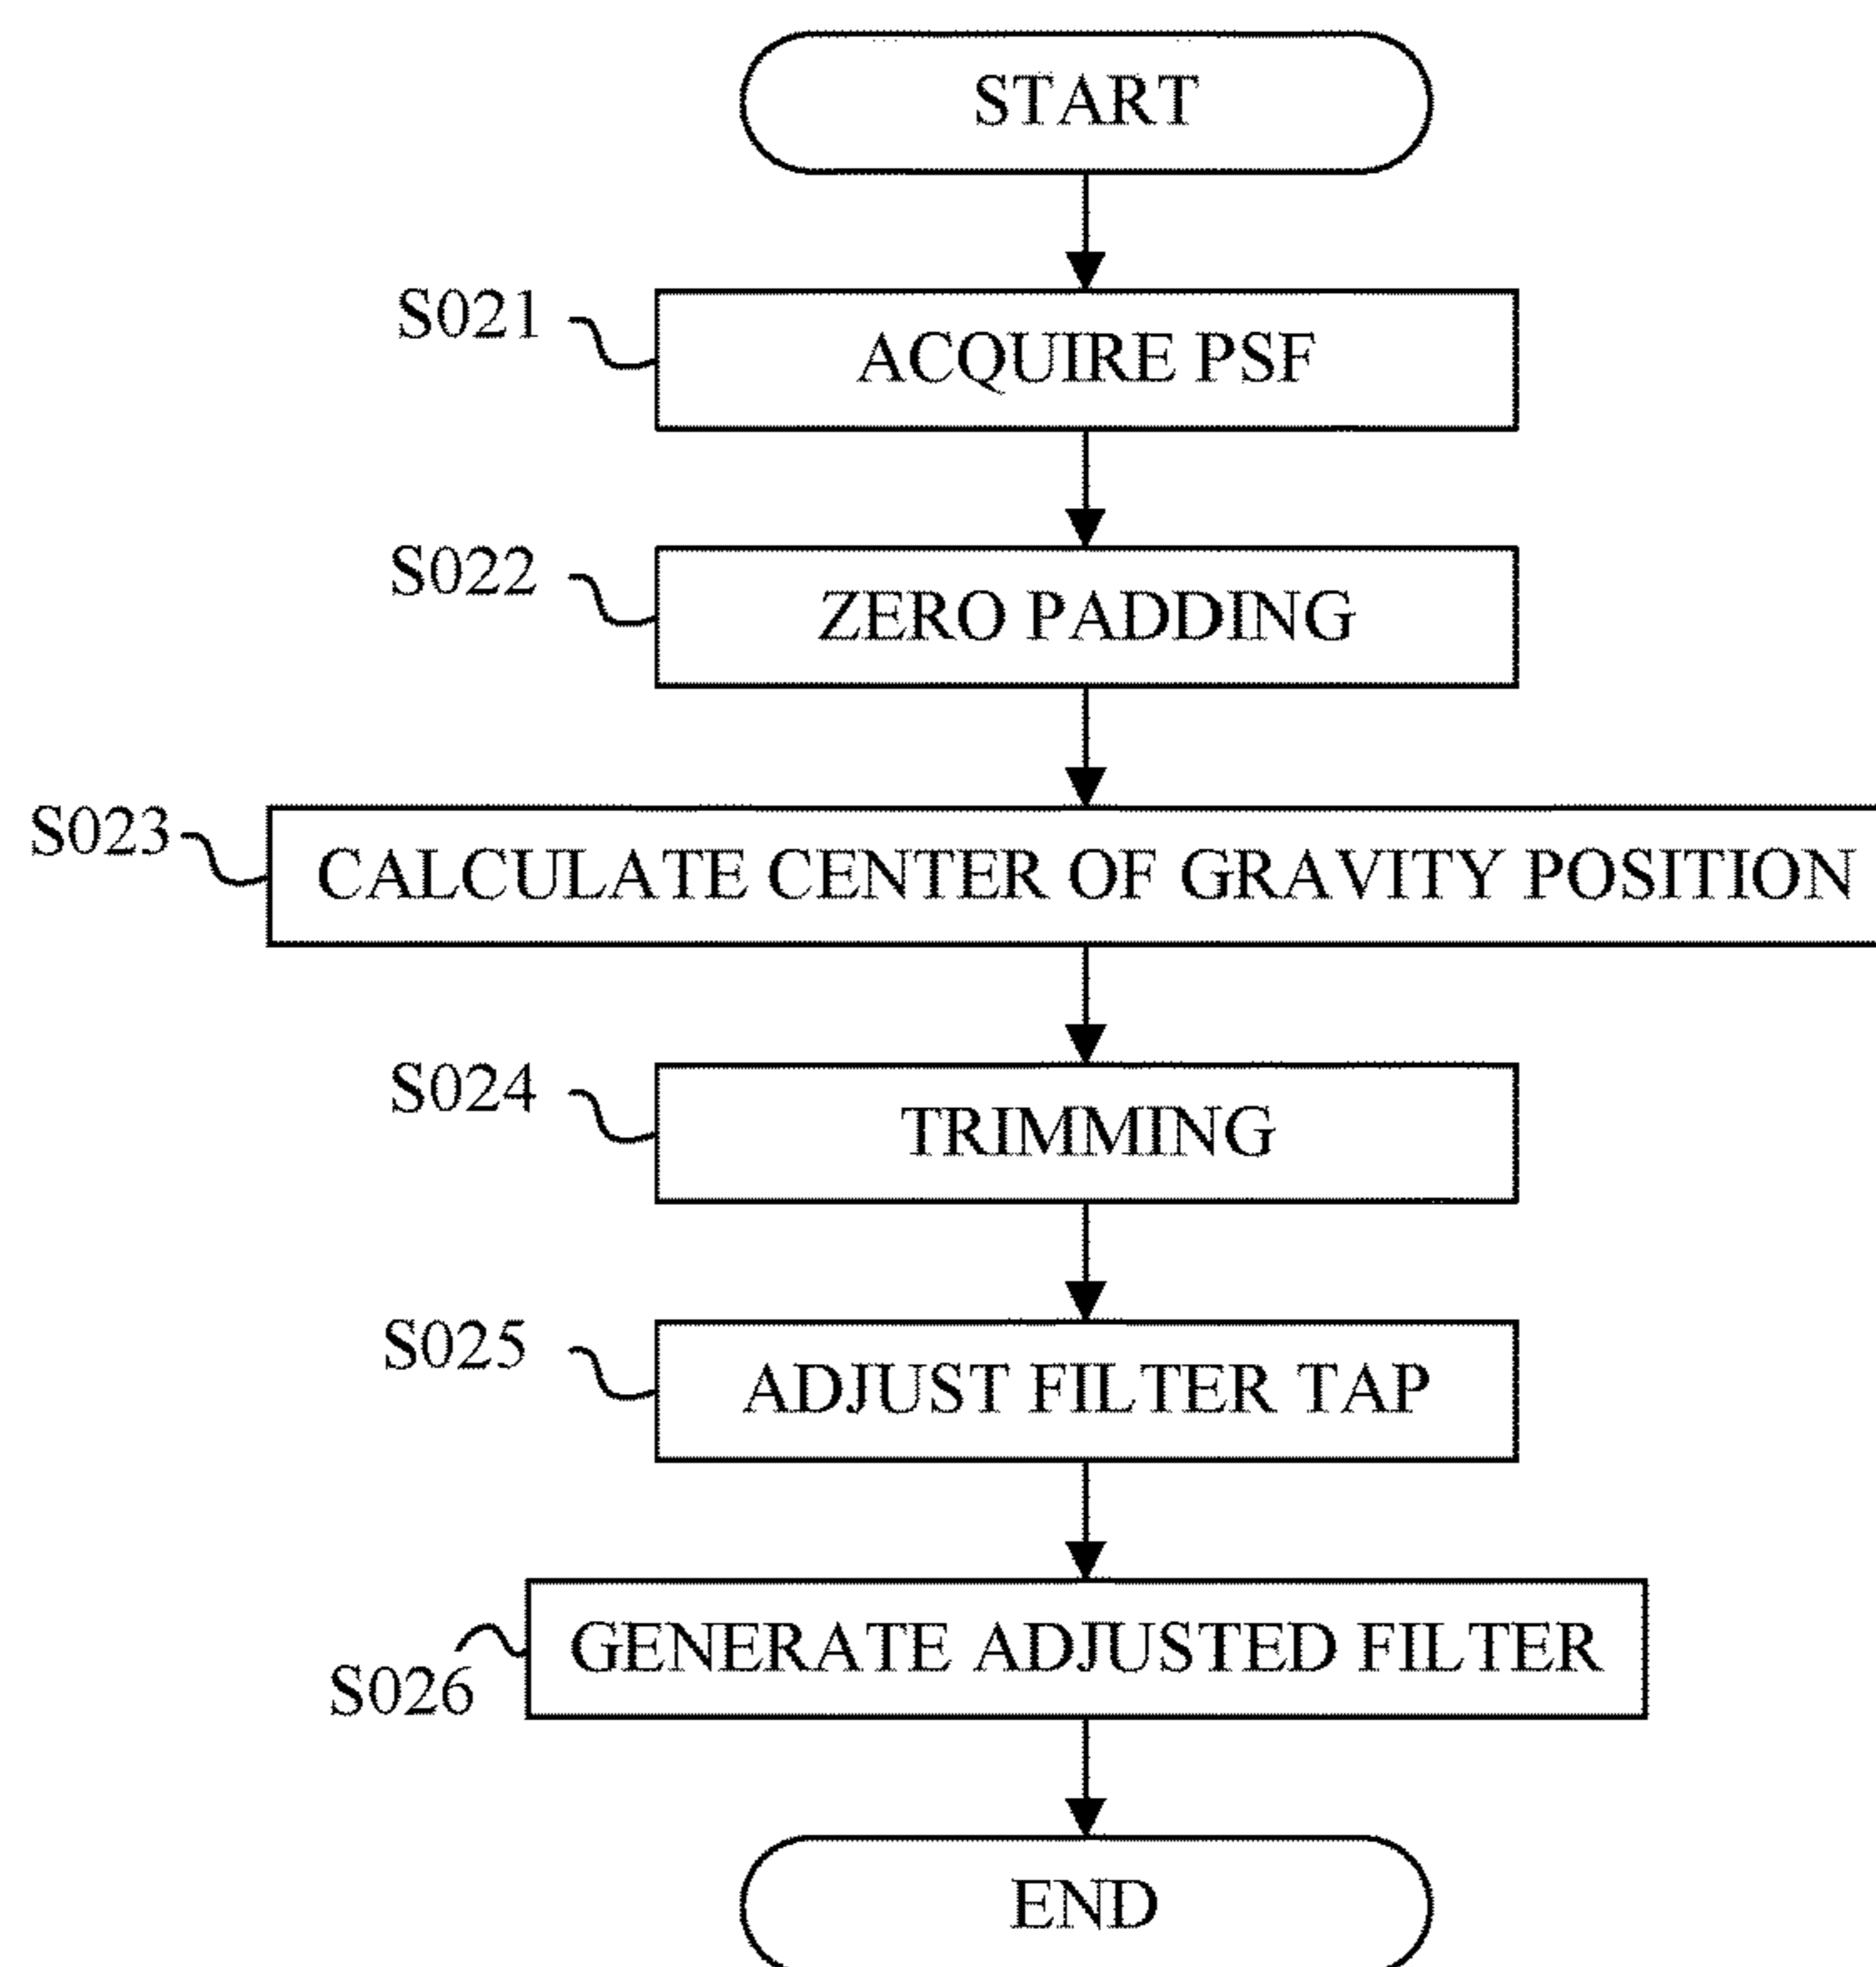 START
S021
ACQUIRE PSF
S022
ZERO PADDING
S023
CALCULATE CENTER OF GRAVITY POSITION
S024
TRIMMING
S025
ADJUST FILTER TAP
S026
GENERATE ADJUSTED FILTER
END